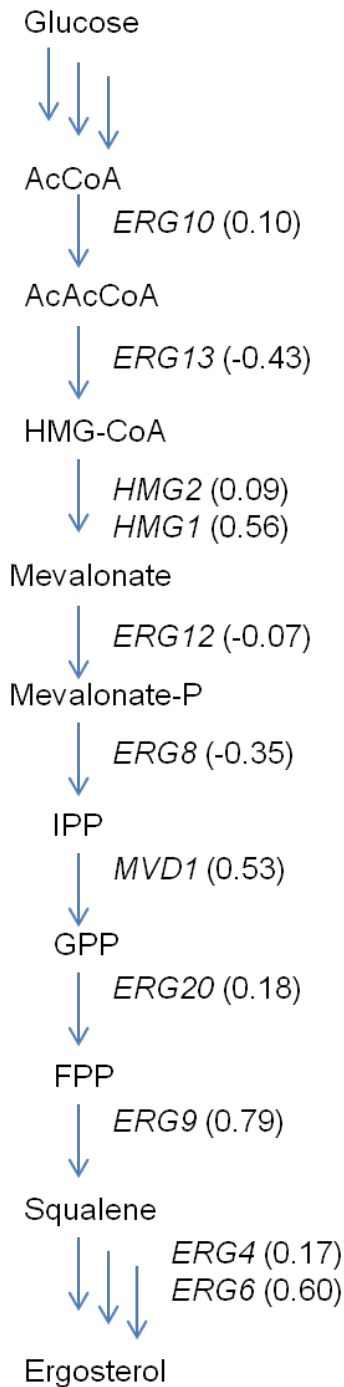 Glucose
AcCoA
ERG10 (0.10)
AcAcCoA
ERG13 (-0.43)
HMG-CoA
HMG2 (0.09)
HMG1 (0.56)
Mevalonate
ERG12 (-0.07)
Mevalonate-P
ERG8 (-0.35)
IPP
MVD1 (0.53)
GPP
ERG20 (0.18)
FPP
ERG9 (0.79)
Squalene
ERG4 (0.17)
ERG6 (0.60)
Ergosterol